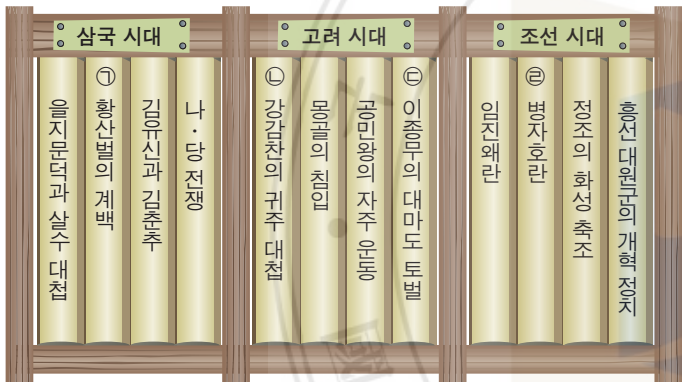 삼국 시대
을지문덕과 살수 대첩
㉠ 황산벌의 계백
김유신과 김춘추
나·당 전쟁
고려 시대
㉡ 강감찬의 귀주 대첩
몽골의 침입
공민왕의 자주 운동
㉢ 이종무의 대마도 토벌
조선 시대
임진왜란
㉣ 병자호란
정조의 화성 축조
흥선 대원군의 개혁 정치